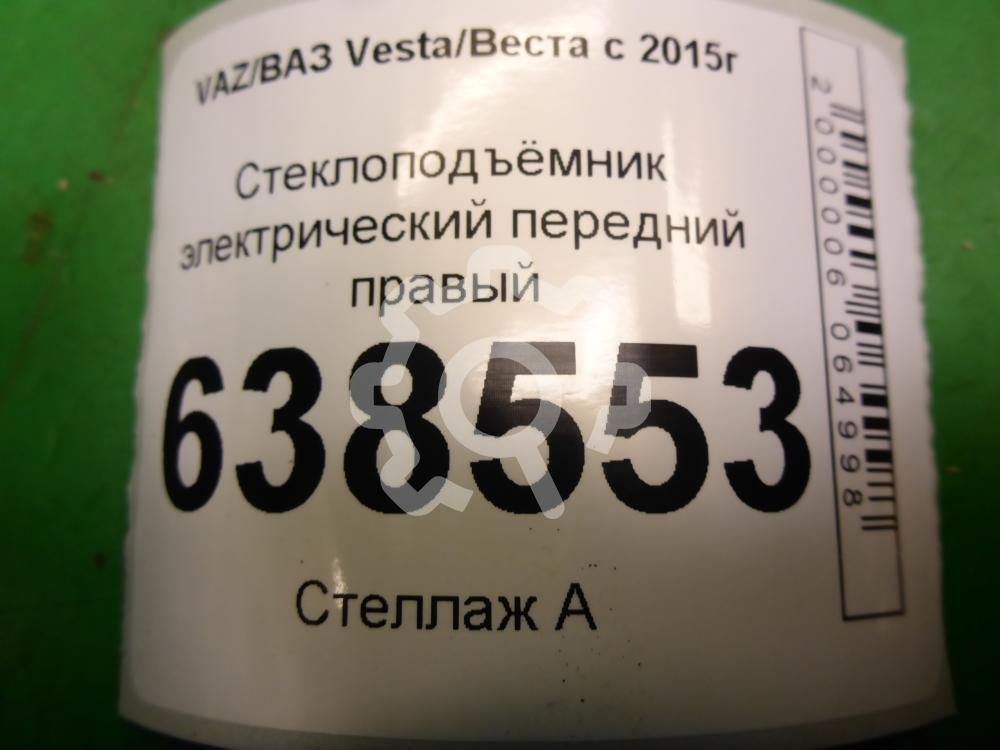 VAZ/ВАЗ Vesta/Веста с 2015г
Стеклоподъёмник
электрический передний
правый
638553
Стеллаж А
2000006064998